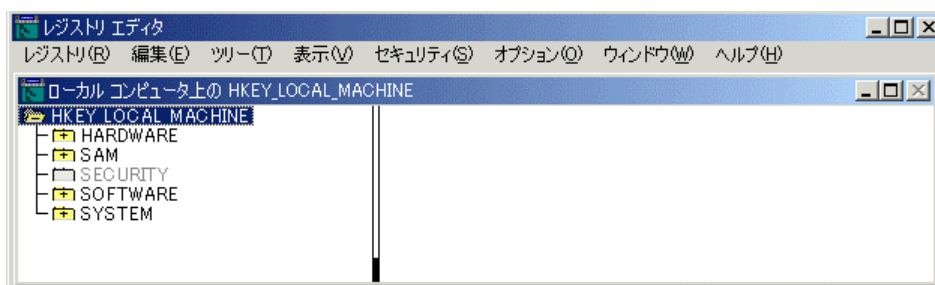 レジストリ エディタ
レジストリ(R) 編集(E) ツリー(T) 表示(V) セキュリティ(S) オプション(O) ウィンドウ(W) ヘルプ(H)
ローカル コンピュータ上の HKEY_LOCAL_MACHINE
HKEY_LOCAL_MACHINE
HARDWARE
SAM
SECURITY
SOFTWARE
SYSTEM